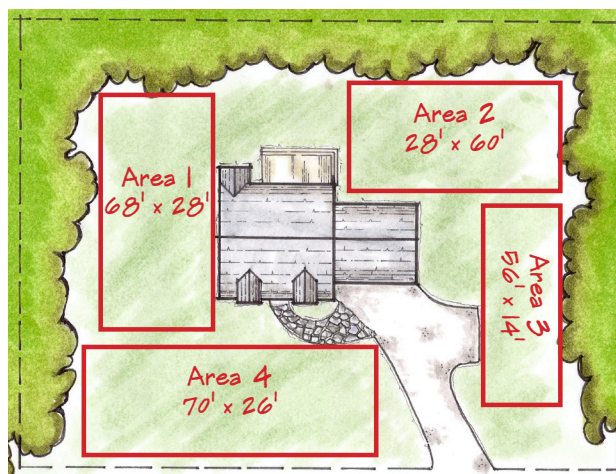 Area 1
68' x 28'
Area 2
28' x 60'
Area 3
56' x 14'
Area 4
70' x 26'